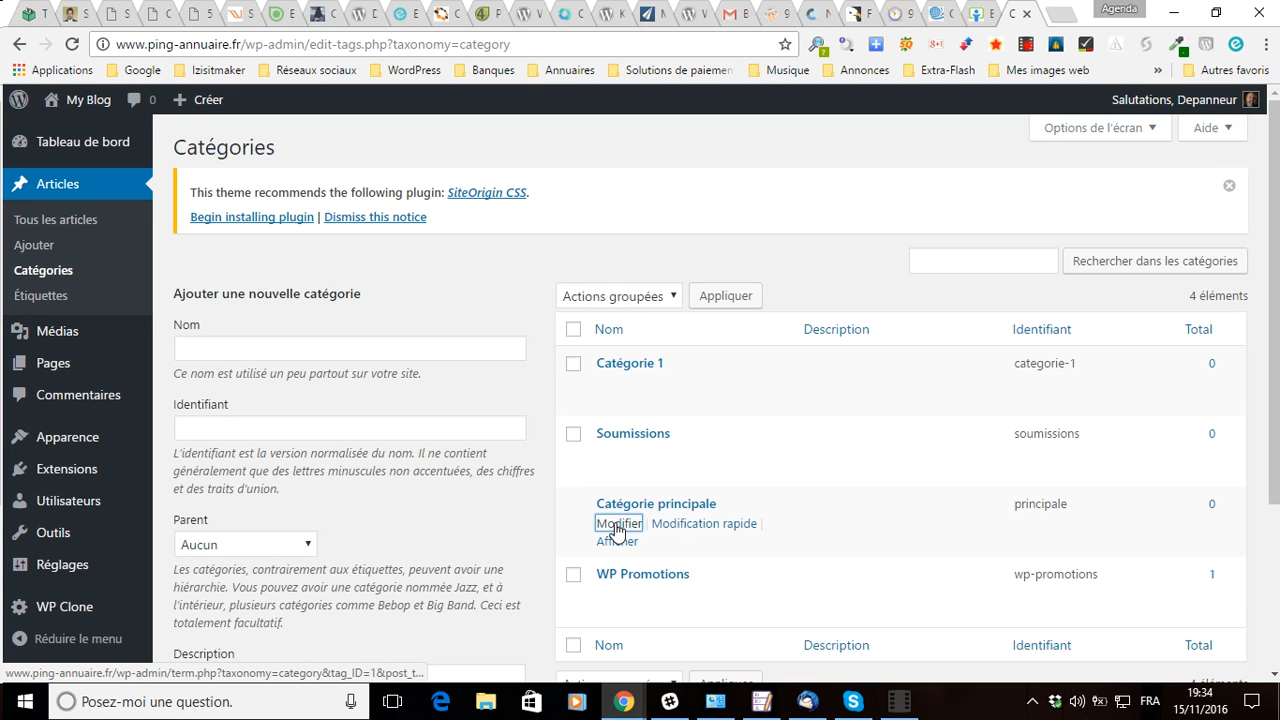 Agenda
www.ping-annuaire.fr/wp-admin/edit-tags.php?taxonomy=category
Applications Google Izisitmaker Réseaux sociaux WordPress Banques Annuaires Solutions de paiemen Musique Annonces Extra-Flash Mes images web » Autres favoris
My Blog 0 + Créer Salutations, Depanneur
Options de l'écran Aide
Tableau de bord
Articles
Tous les articles
Ajouter
Catégories
Étiquettes
Médias
Pages
Commentaires
Apparence
Extensions
Utilisateurs
Outils
Réglages
WP Clone
Réduire le menu
Catégories
This theme recommends the following plugin: SiteOrigin CSS.
Begin installing plugin | Dismiss this notice
Rechercher dans les catégories
Ajouter une nouvelle catégorie
Nom
Ce nom est utilisé un peu partout sur votre site.
Identifiant
L'identifiant est la version normalisée du nom. Il ne contient
généralement que des lettres minuscules non accentuées, des chiffres
et des traits d'union.
Parent
Aucun
Les catégories, contrairement aux étiquettes, peuvent avoir une
hiérarchie. Vous pouvez avoir une catégorie nommée Jazz, et à
l'intérieur, plusieurs catégories comme Bebop et Big Band. Ceci est
totalement facultatif.
Description
Actions groupées Appliquer 4 éléments
Nom Description Identifiant Total
Catégorie 1 categorie-1 0
Soumissions soumissions 0
Catégorie principale principale 0
Modifier | Modification rapide |
Afficher
WP Promotions wp-promotions 1
Nom Description Identifiant Total
www.ping-annuaire.fr/wp-admin/term.php?taxonomy=category&tag_ID=1&post_t...
Posez-moi une question.
FRA
19:34
15/11/2016